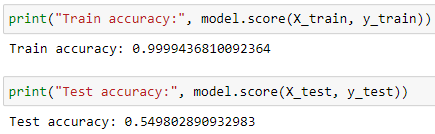 print("Train accuracy:", model.score(X_train, y_train))
Train accuracy: 0.9999436810092364
print("Test accuracy:", model.score(X_test, y_test))
Test accuracy: 0.549802890932983